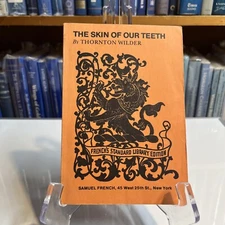 THE SKIN OF OUR TEETH
By THORNTON WILDER
FRENCH'S STANDARD LIBRARY EDITION
SAMUEL FRENCH, 45 West 25th St., New York